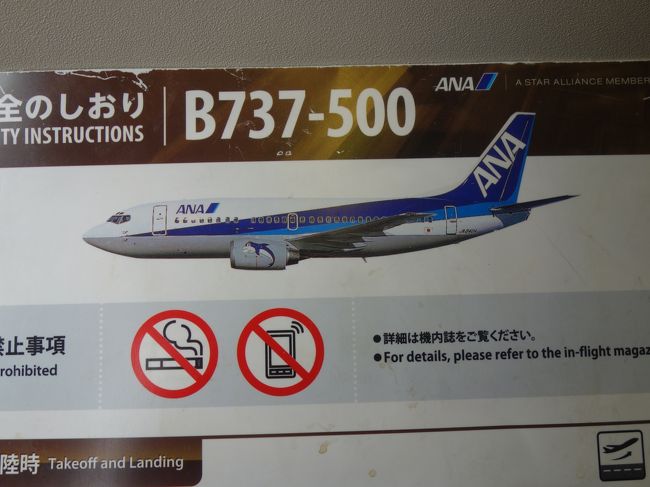 全のしおり
TY INSTRUCTIONS
B737-500
ANA
A STAR ALLIANCE MEMBER
ANA
ANA
禁止事項
rohibited
●詳細は機内誌をご覧ください。
●For details, please refer to the in-flight magaz
陸時 Takeoff and Landing